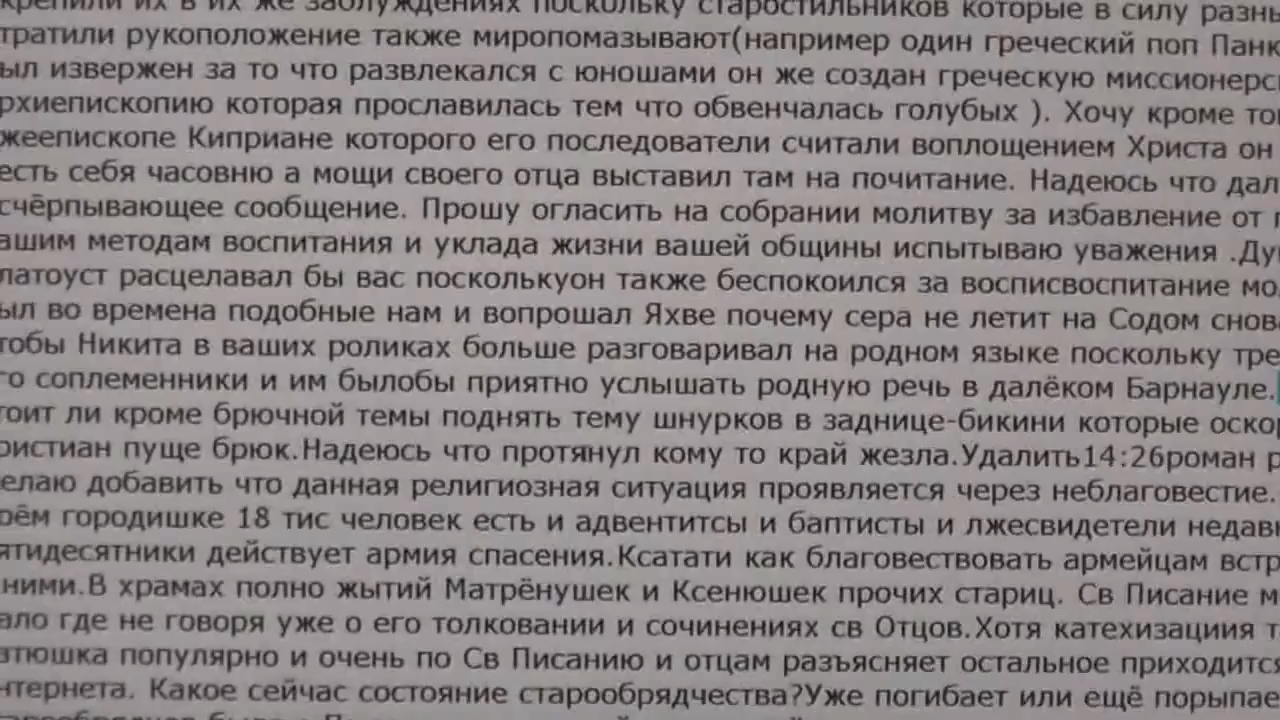 крепили их в их же заблуждениях поскольку старостильников которые в силу разны
тратили рукоположение также миропомазывают(например один греческий поп Панк
ыл извержен за то что развлекался с юношами он же создан греческую миссионерс
рхиепископию которая прославилась тем что обвенчалась голубых ). Хочу кроме то
жеепископе Киприане которого его последователи считали воплощением Христа он
есть себя часовню а мощи своего отца выставил там на почитание. Надеюсь что дал
счёрпывающее сообщение. Прошу огласить на собрании молитву за избавление от
ашим методам воспитания и уклада жизни вашей общины испытываю уважения .Ду
латоуст расцелавал бы вас посколькуон также беспокоился за восписвоспитание мо
ыл во времена подобные нам и вопрошал Яхве почему сера не летит на Содом снов
тобы Никита в ваших роликах больше разговаривал на родном языке поскольку тре
го соплеменники и им былобы приятно услышать родную речь в далёком Барнауле.
тоит ли кроме брючной темы поднять тему шнурков в заднице-бикини которые оскор
ристиан пуще брюк.Надеюсь что протянул кому то край жезла.Удалить14:26роман р
елаю добавить что данная религиозная ситуация проявляется через неблаговестие.
оём городишке 18 тис человек есть и адвентитсы и баптисты и лжесвидетели недав
ятидесятники действует армия спасения.Ксатати как благовествовать армейцам встр
ними.В храмах полно жытий Матрёнушек и Ксенюшек прочих стариц. Св Писание м
ало где не говоря уже о его толковании и сочинениях св Отцов.Хотя катехизациия т
атюшка популярно и очень по Св Писанию и отцам разъясняет остальное приходится
нтернета. Какое сейчас состояние старообрядчества?Уже погибает или ещё порыпае